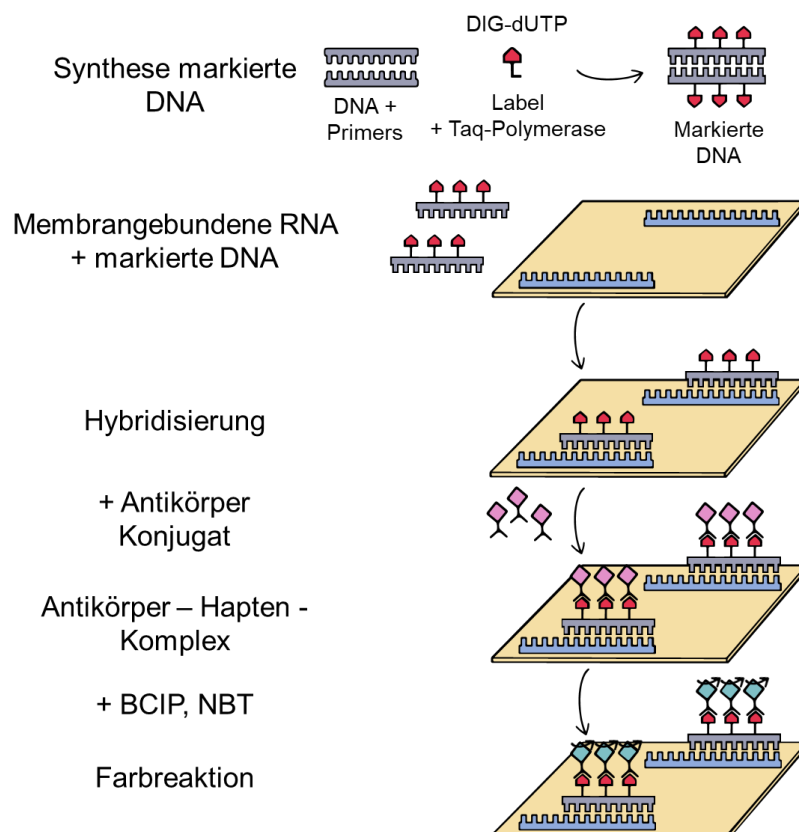 DIG-dUTP
Synthese markierte
DNA
DNA +
Primers
Label
+ Taq-Polymerase
Markierte
DNA
Membrangebundene RNA
+ markierte DNA
Hybridisierung
+ Antikörper
Konjugat
Antikörper – Hapten -
Komplex
+ BCIP, NBT
Farbreaktion